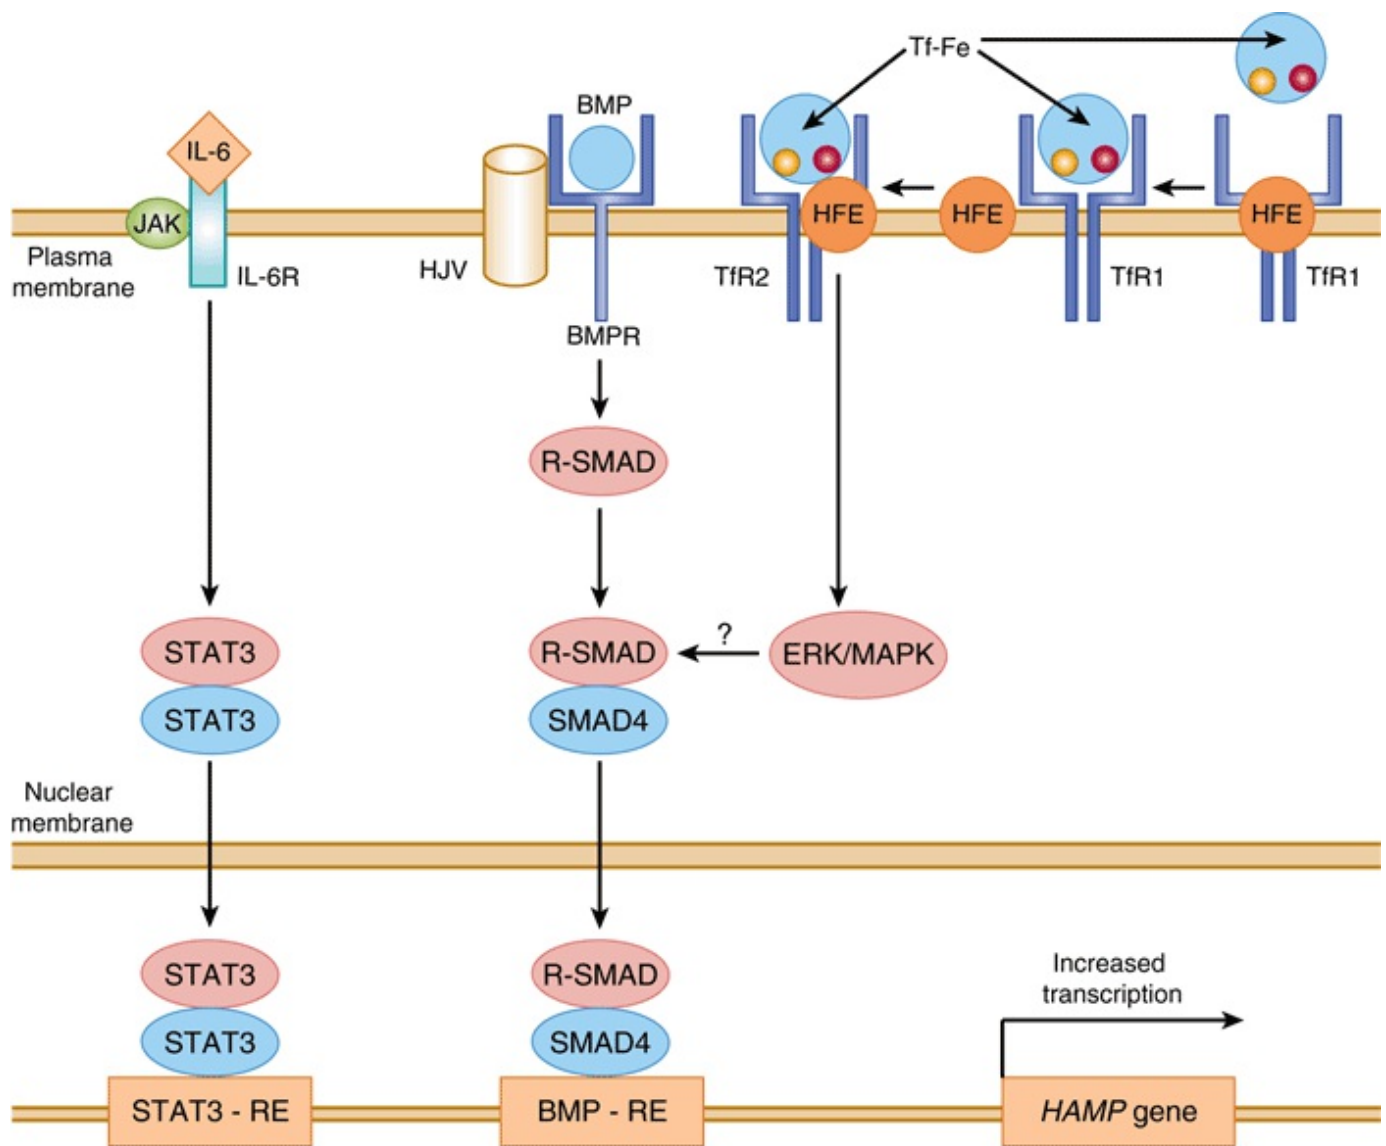 Tf-Fe
BMP
IL-6
JAK
HFE
HFE
HFE
Plasma
membrane
IL-6R
HJV
TfR2
TfR1
TfR1
BMPR
R-SMAD
STAT3
R-SMAD
?
ERK/MAPK
STAT3
SMAD4
Nuclear
membrane
STAT3
R-SMAD
Increased
transcription
STAT3
SMAD4
STAT3 - RE
BMP - RE
HAMP gene